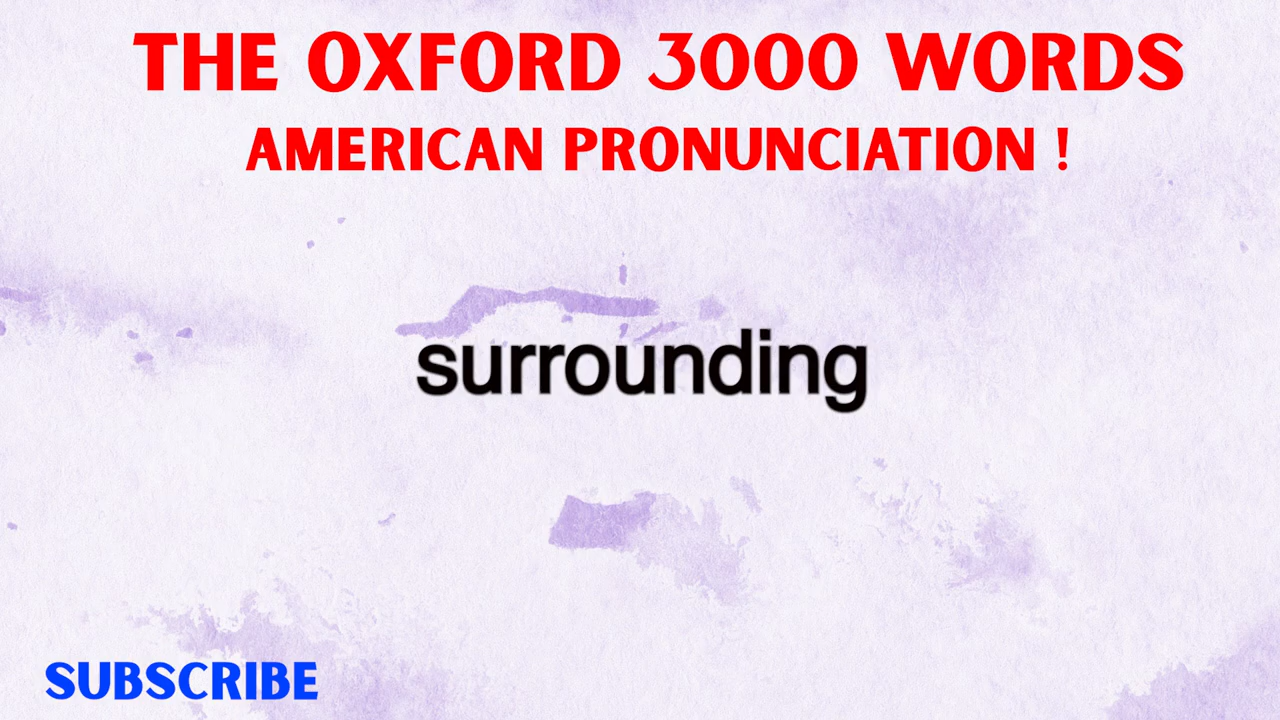 THE OXFORD 3000 WORDS
AMERICAN PRONUNCIATION !
surrounding
SUBSCRIBE